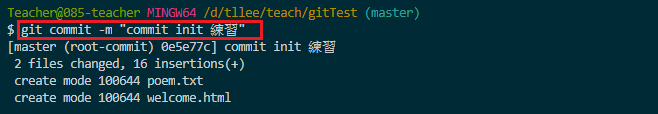 Teacher@085-teacher MINGW64 /d/tllee/teach/gitTest (master)
$ git commit -m "commit init 練習"
[master (root-commit) 0e5e77c] commit init 練習
 2 files changed, 16 insertions(+)
 create mode 100644 poem.txt
 create mode 100644 welcome.html